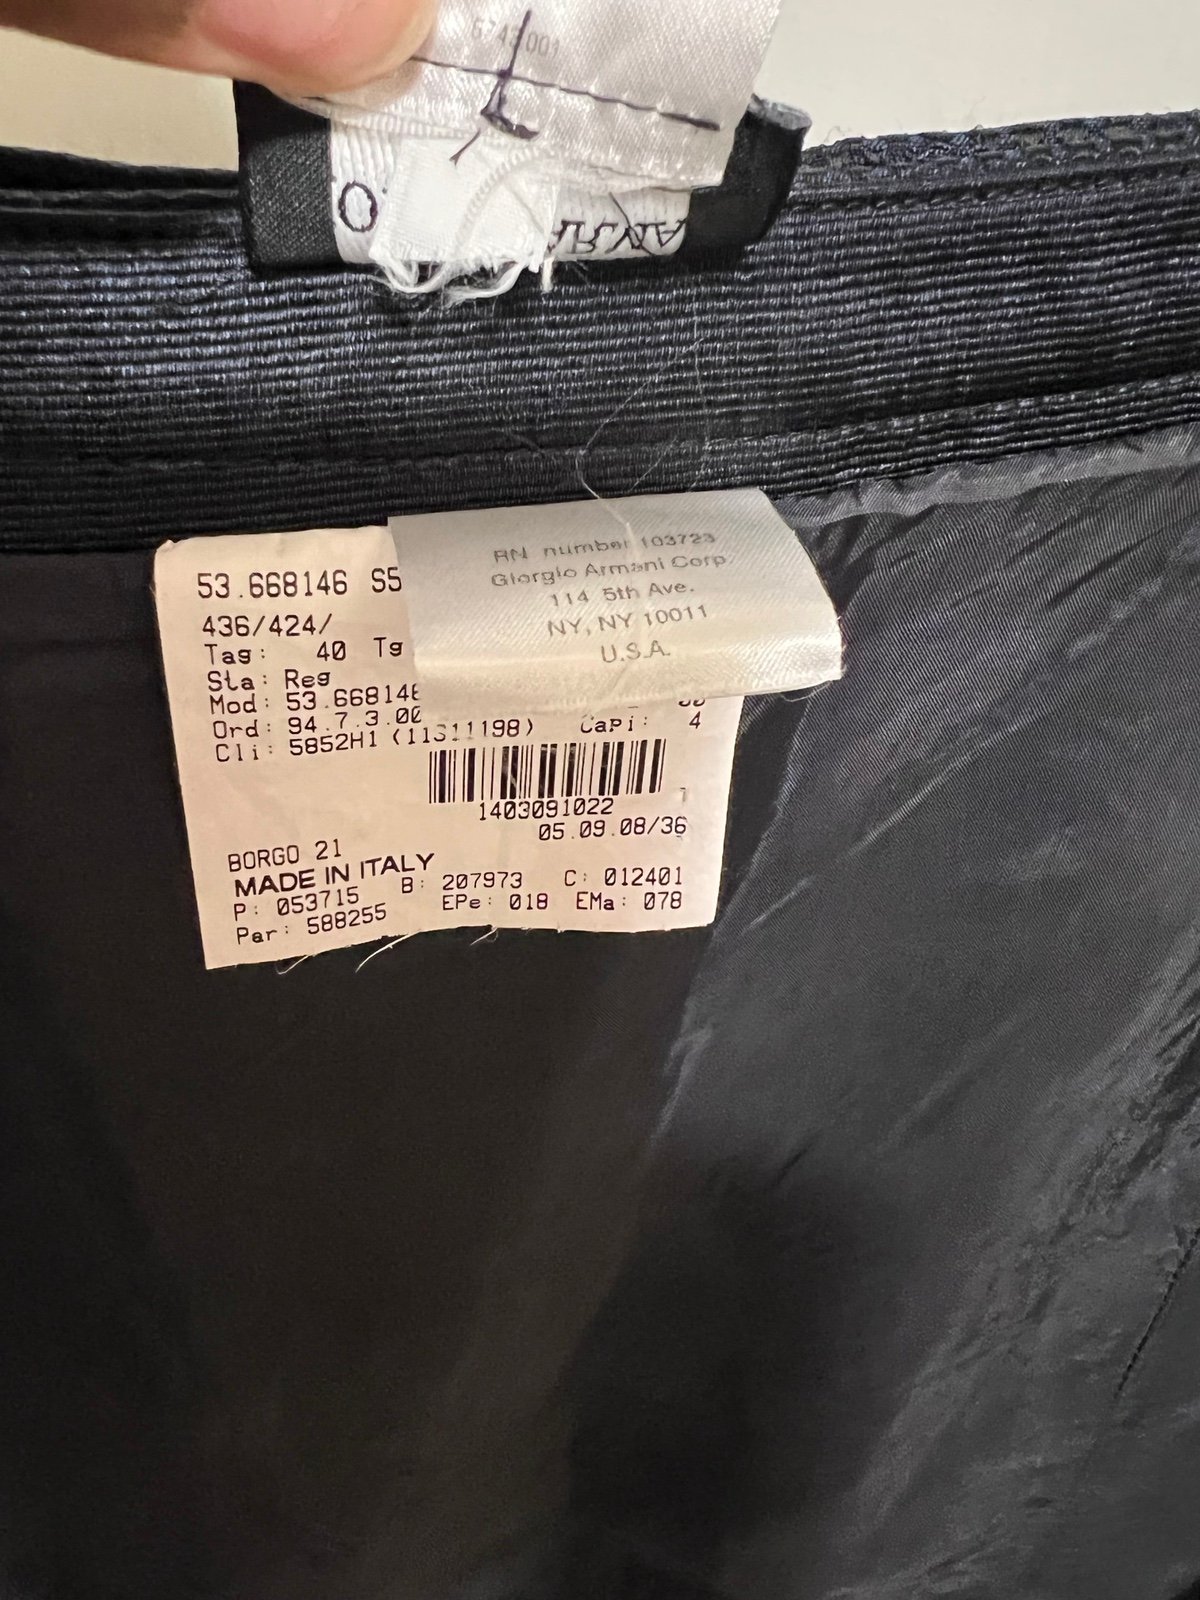 53.668146 S5
436/424/
Tag: 40 Tg
Sta: Reg
Mod: 53.668146
Ord: 94.7.3.00
Cli: 5852H1 (11S11198) Capi: 4
1403091022
05.09.08/36
BORGO 21
MADE IN ITALY
P: 053715 B: 207973 C: 012401
Par: 588255 EPe: 018 EMa: 078
RN number 103723
Giorgio Armani Corp.
114 5th Ave.
NY, NY 10011
U.S.A.